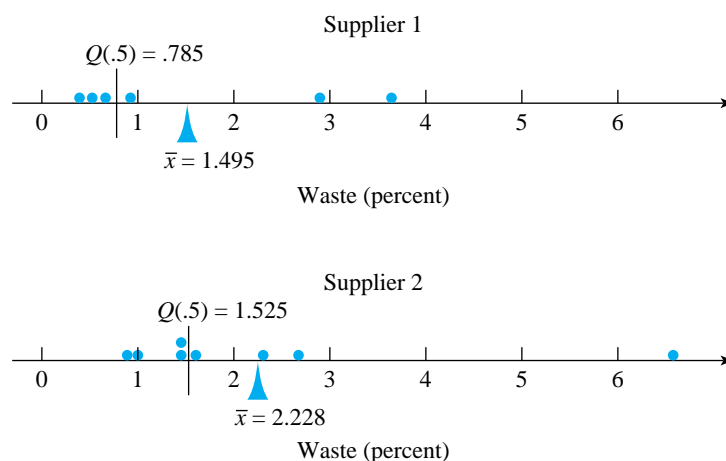 Supplier 1
Q(.5) = .785
0 1 2 3 4 5 6
x̅ = 1.495
Waste (percent)
Supplier 2
Q(.5) = 1.525
0 1 2 3 4 5 6
x̅ = 2.228
Waste (percent)